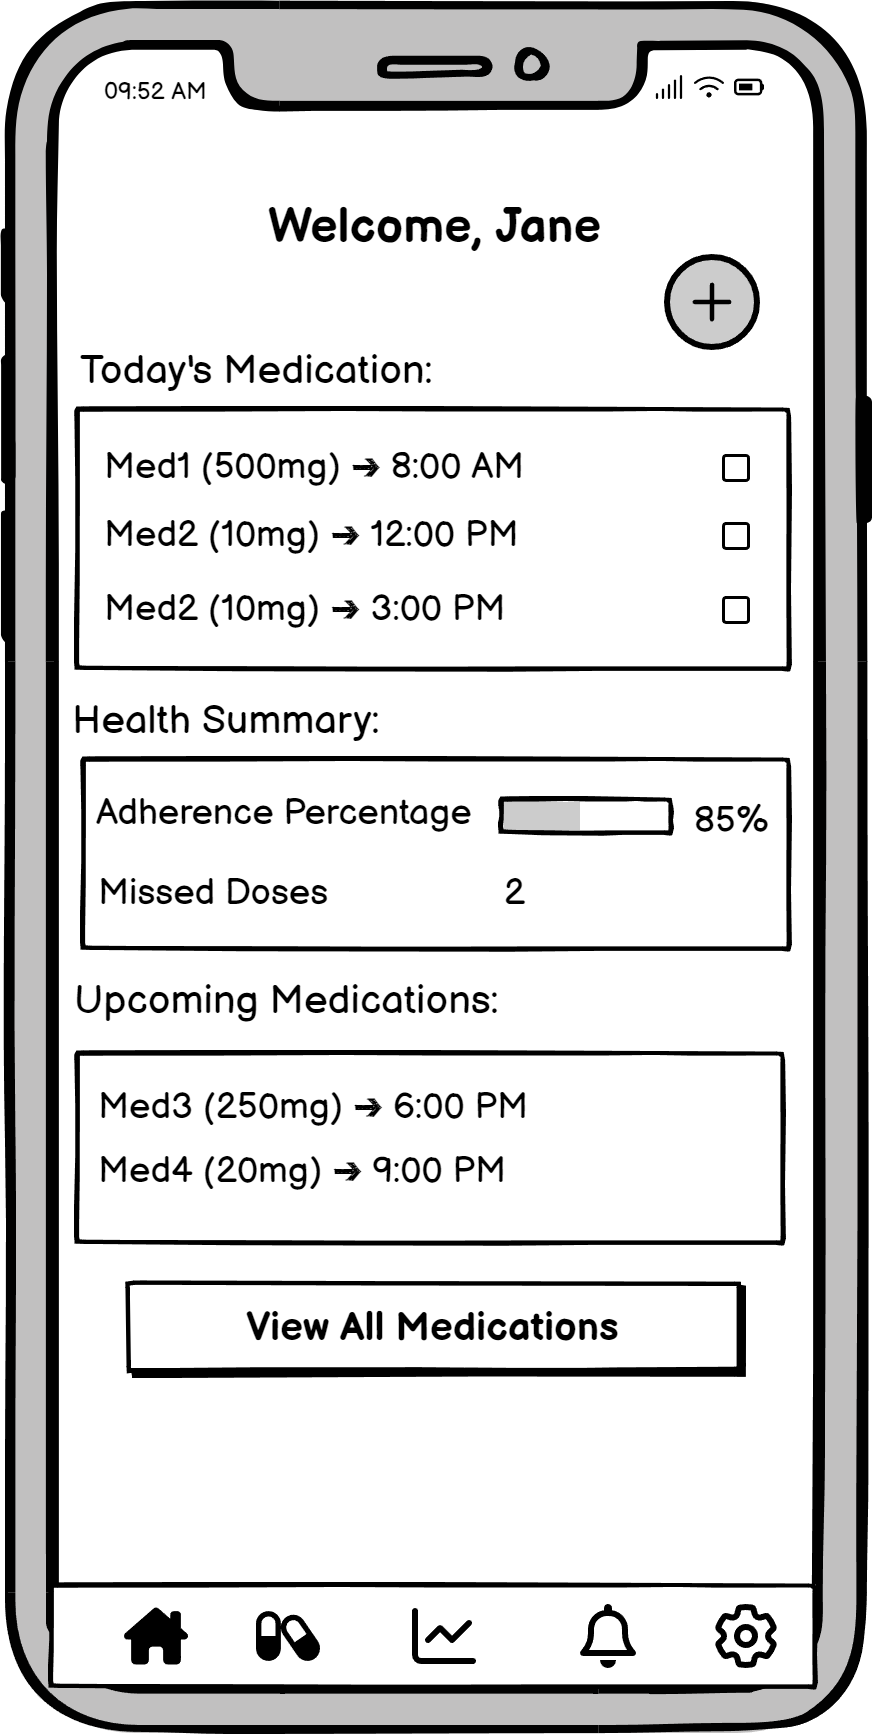 09:52 AM
Welcome, Jane
Today's Medication:
Med1 (500mg) → 8:00 AM
Med2 (10mg) → 12:00 PM
Med2 (10mg) → 3:00 PM
Health Summary:
Adherence Percentage 85%
Missed Doses 2
Upcoming Medications:
Med3 (250mg) → 6:00 PM
Med4 (20mg) → 9:00 PM
View All Medications